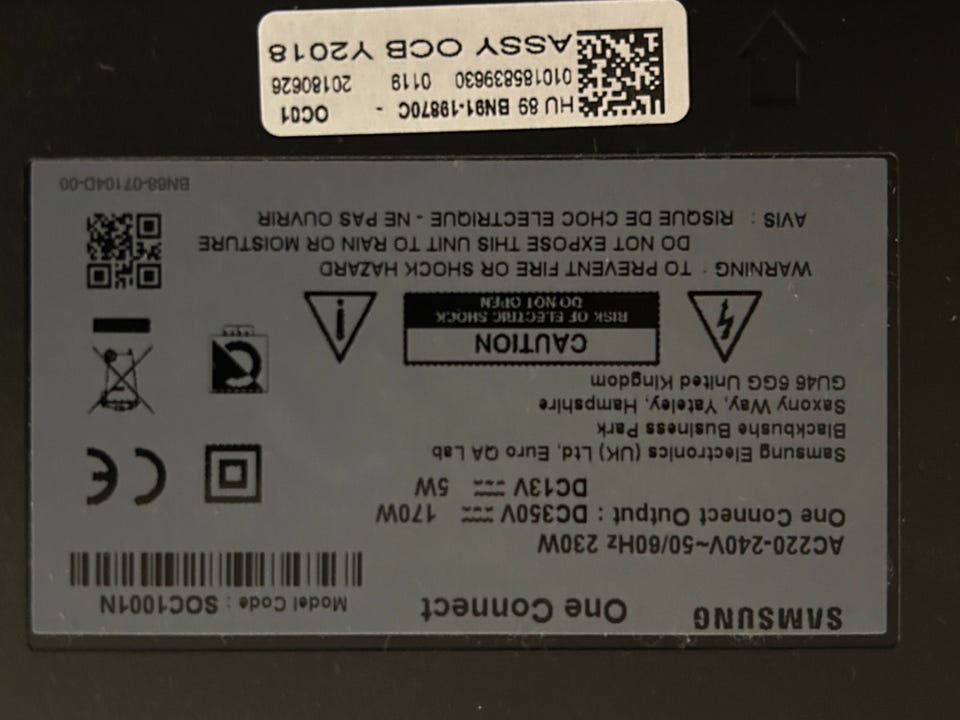 SAMSUNG One Connect Model Code : SOC1001N
AC220-240V~50/60Hz 230W
One Connect Output : DC350V 170W
DC13V 5W
Samsung Electronics (UK) Ltd, Euro QA Lab
Blackbushe Business Park
Saxony Way, Yateley, Hampshire
GU46 6GG United Kingdom
CAUTION
RISK OF ELECTRIC SHOCK
DO NOT OPEN
WARNING : TO PREVENT FIRE OR SHOCK HAZARD
DO NOT EXPOSE THIS UNIT TO RAIN OR MOISTURE
AVIS : RISQUE DE CHOC ELECTRIQUE - NE PAS OUVRIR
BN68-07104D-00
HU 89 BN91-19870C - OC01
010185839630 0119 20180626
ASSY OCB Y2018